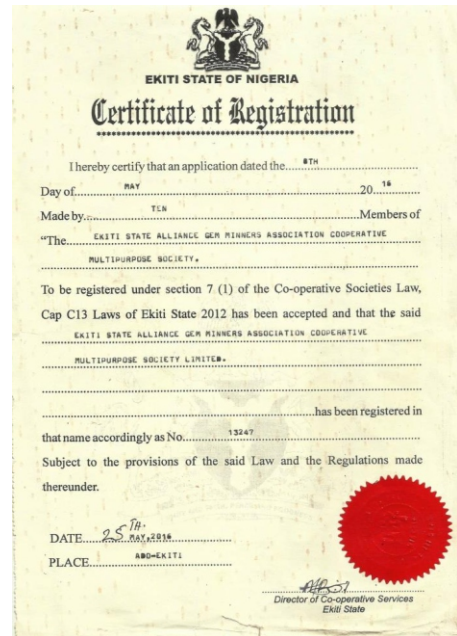 EKITI STATE OF NIGERIA
Certificate of Registration
I hereby certify that an application dated the....8TH
Day of....MAY....20 16
Made by....TEN....Members of
"The....EKITI STATE ALLIANCE GEM MINNERS ASSOCIATION COOPERATIVE
MULTIPURPOSE SOCIETY.
To be registered under section 7 (1) of the Co-operative Societies Law,
Cap C13 Laws of Ekiti State 2012 has been accepted and that the said
EKITI STATE ALLIANCE GEM MINNERS ASSOCIATION COOPERATIVE
MULTIPURPOSE SOCIETY LIMITED.
....has been registered in
that name accordingly as No....13247
Subject to the provisions of the said Law and the Regulations made
thereunder.
DATE....25TH. MAY,2016
PLACE....ADO-EKITI
Director of Co-operative Services
Ekiti State